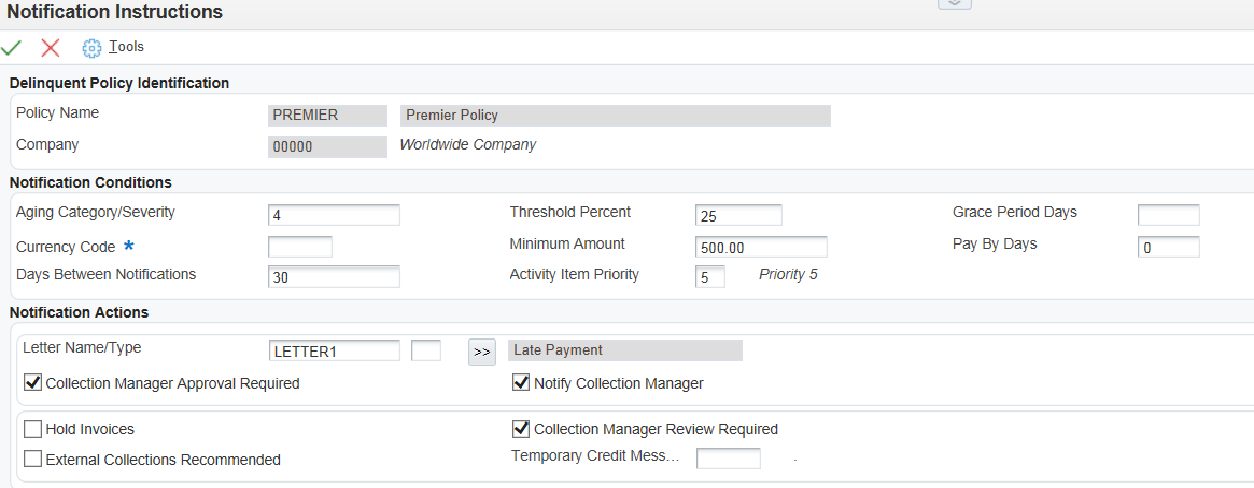 Notification Instructions
Tools
Delinquent Policy Identification
Policy Name PREMIER Premier Policy
Company 00000 Worldwide Company
Notification Conditions
Aging Category/Severity 4 Threshold Percent 25 Grace Period Days
Currency Code * Minimum Amount 500.00 Pay By Days 0
Days Between Notifications 30 Activity Item Priority 5 Priority 5
Notification Actions
Letter Name/Type LETTER1 >> Late Payment
Collection Manager Approval Required Notify Collection Manager
Hold Invoices Collection Manager Review Required
External Collections Recommended Temporary Credit Mess... .